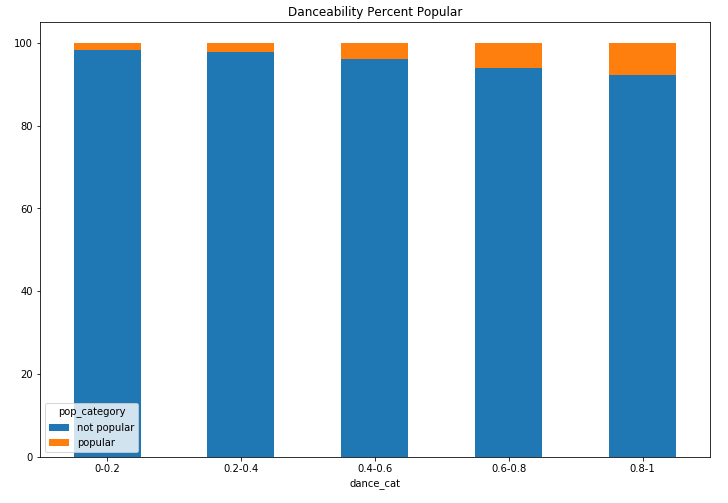 Danceability Percent Popular
100
80
60
40
20
0
pop_category
not popular
popular
0-0.2
0.2-0.4
0.4-0.6
0.6-0.8
0.8-1
dance_cat